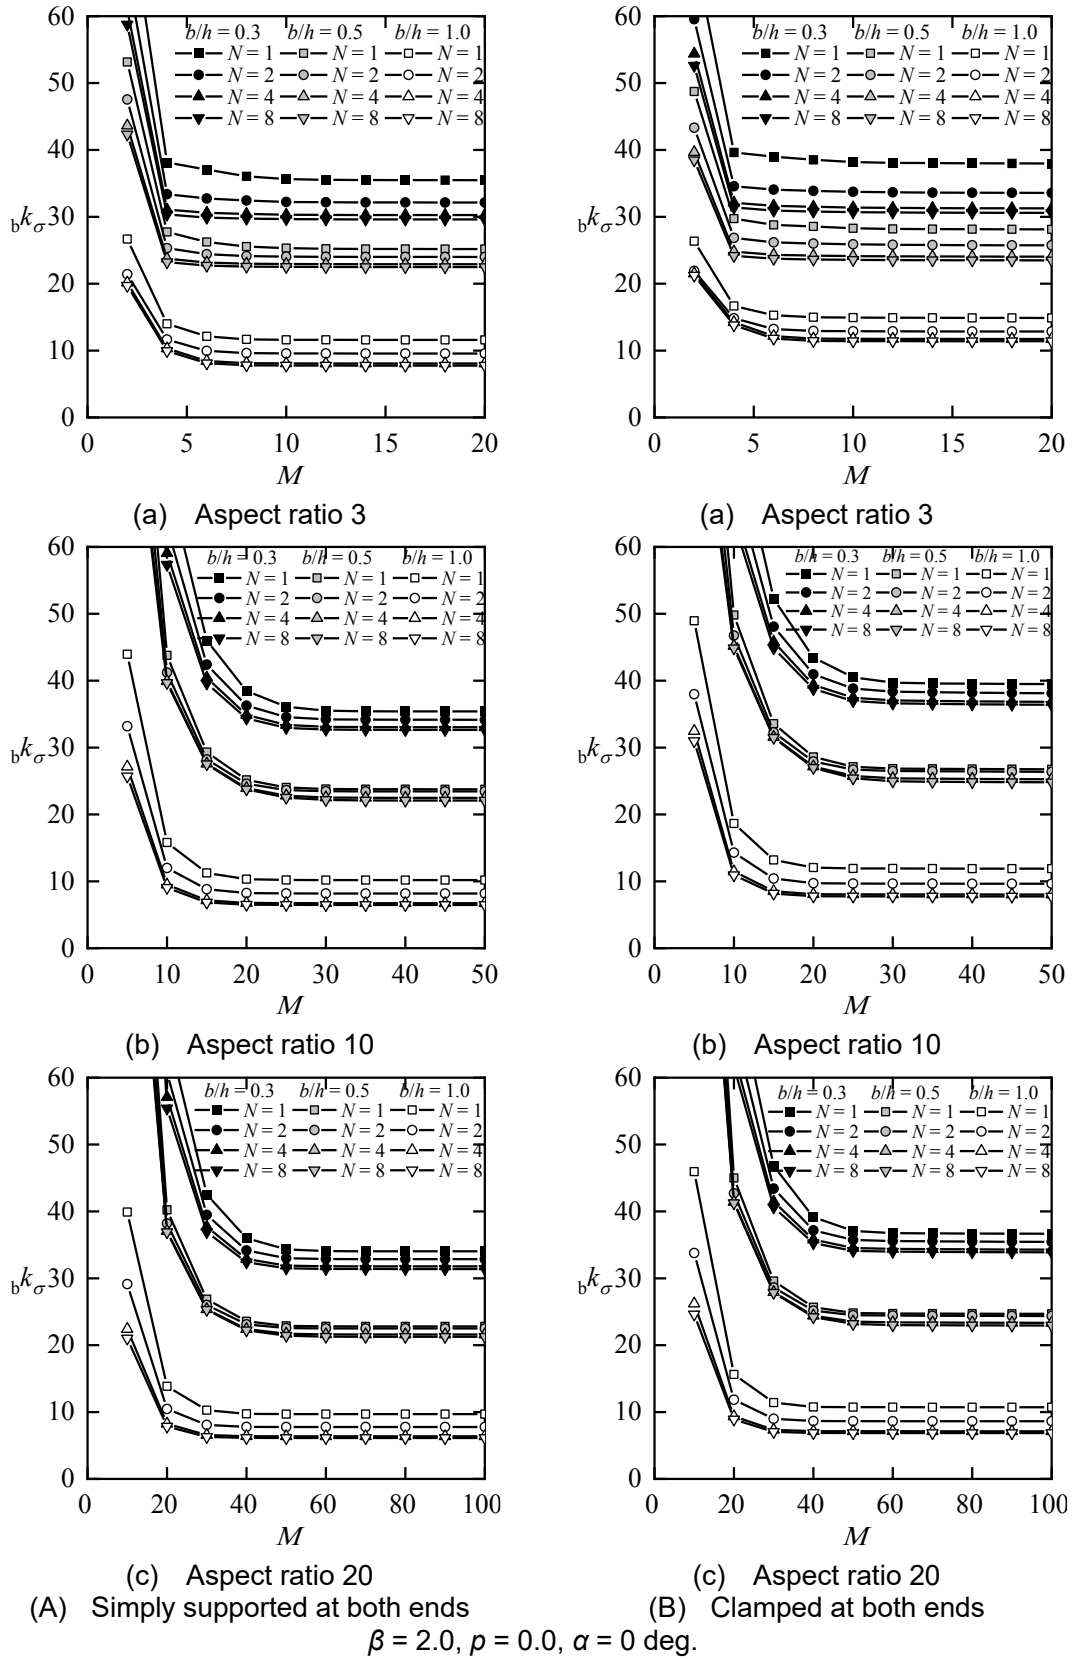 b/h = 0.3 b/h = 0.5 b/h = 1.0
N = 1 N = 1 N = 1
N = 2 N = 2 N = 2
N = 4 N = 4 N = 4
N = 8 N = 8 N = 8
60
50
40
bkσ30
20
10
0
0 5 10 15 20
M
(a) Aspect ratio 3
b/h = 0.3 b/h = 0.5 b/h = 1.0
N = 1 N = 1 N = 1
N = 2 N = 2 N = 2
N = 4 N = 4 N = 4
N = 8 N = 8 N = 8
60
50
40
bkσ30
20
10
0
0 5 10 15 20
M
(a) Aspect ratio 3
b/h = 0.3 b/h = 0.5 b/h = 1.0
N = 1 N = 1 N = 1
N = 2 N = 2 N = 2
N = 4 N = 4 N = 4
N = 8 N = 8 N = 8
60
50
40
bkσ30
20
10
0
0 10 20 30 40 50
M
(b) Aspect ratio 10
b/h = 0.3 b/h = 0.5 b/h = 1.0
N = 1 N = 1 N = 1
N = 2 N = 2 N = 2
N = 4 N = 4 N = 4
N = 8 N = 8 N = 8
60
50
40
bkσ30
20
10
0
0 10 20 30 40 50
M
(b) Aspect ratio 10
b/h = 0.3 b/h = 0.5 b/h = 1.0
N = 1 N = 1 N = 1
N = 2 N = 2 N = 2
N = 4 N = 4 N = 4
N = 8 N = 8 N = 8
60
50
40
bkσ30
20
10
0
0 20 40 60 80 100
M
(c) Aspect ratio 20
(A) Simply supported at both ends
b/h = 0.3 b/h = 0.5 b/h = 1.0
N = 1 N = 1 N = 1
N = 2 N = 2 N = 2
N = 4 N = 4 N = 4
N = 8 N = 8 N = 8
60
50
40
bkσ30
20
10
0
0 20 40 60 80 100
M
(c) Aspect ratio 20
(B) Clamped at both ends
β = 2.0, p = 0.0, α = 0 deg.